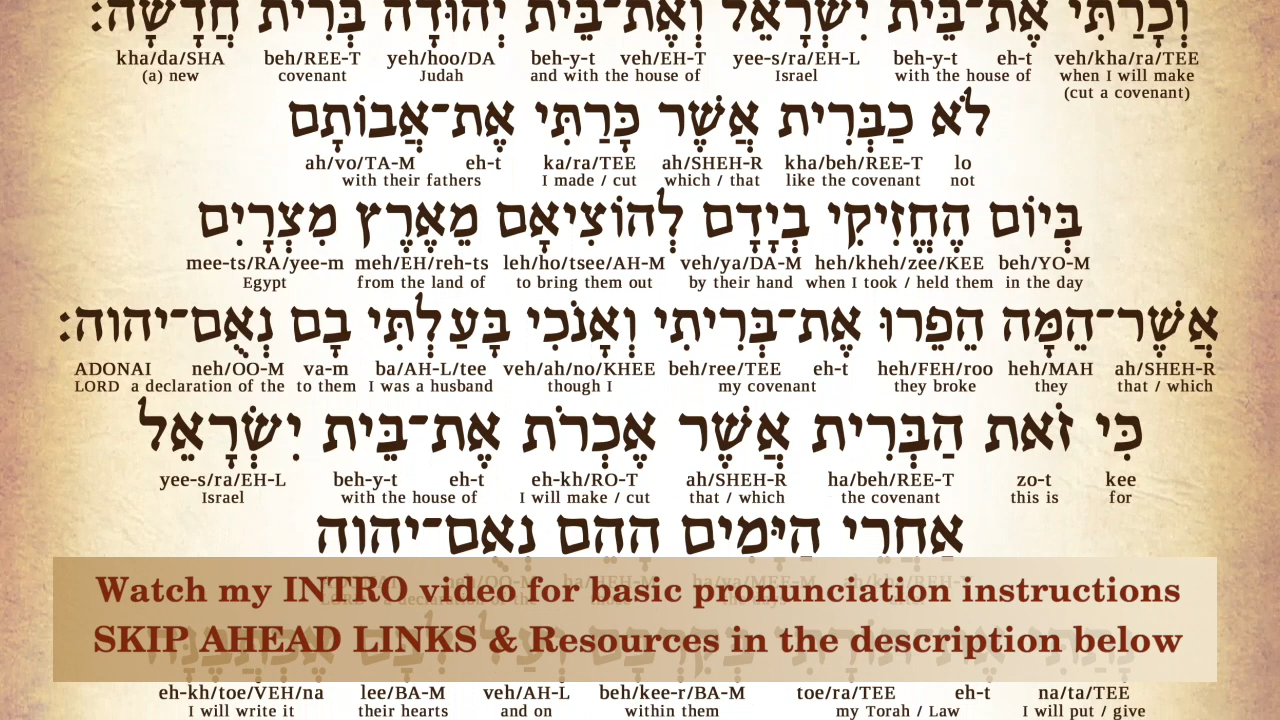 וְכָרַתִּי אֶת־בֵּית יִשְׂרָאֵל וְאֶת־בֵּית יְהוּדָה בְּרִית חֲדָשָׁה׃
kha/da/SHA beh/REE-T yeh/hoo/DA beh-y-t veh/EH-T yee-s/ra/EH-L beh-y-t eh-t veh/kha/ra/TEE
(a) new covenant Judah and with the house of Israel with the house of when I will make
(cut a covenant)
לֹא כַבְּרִית אֲשֶׁר כָּרַתִּי אֶת־אֲבוֹתָם
ah/vo/TA-M eh-t ka/ra/TEE ah/SHEH-R kha/beh/REE-T lo
with their fathers I made / cut which / that like the covenant not
בְּיוֹם הֶחֱזִיקִי בְיָדָם לְהוֹצִיאָם מֵאֶרֶץ מִצְרָיִם
mee-ts/RA/yee-m meh/EH/reh-ts leh/ho/tsee/AH-M veh/ya/DA-M heh/kheh/zee/KEE beh/YO-M
Egypt from the land of to bring them out by their hand when I took / held them in the day
אֲשֶׁר־הֵמָּה הֵפֵרוּ אֶת־בְּרִיתִי וְאָנֹכִי בָּעַלְתִּי בָם נְאֻם־יהוה׃
ADONAI neh/OO-M va-m ba/AH-L/tee veh/ah/no/KHEE beh/ree/TEE eh-t heh/FEH/roo heh/MAH ah/SHEH-R
LORD a declaration of the to them I was a husband though I my covenant they broke they that / which
כִּי זֹאת הַבְּרִית אֲשֶׁר אֶכְרֹת אֶת־בֵּית יִשְׂרָאֵל
yee-s/ra/EH-L beh-y-t eh-t eh-kh/RO-T ah/SHEH-R ha/beh/REE-T zo-t kee
Israel with the house of I will make / cut that / which the covenant this is for
אַחֲרֵי הַיָּמִים הָהֵם נְאֻם־יהוה
Watch my INTRO video for basic pronunciation instructions
SKIP AHEAD LINKS & Resources in the description below
eh-kh/toe/VEH/na lee/BA-M veh/AH-L beh/kee-r/BA-M toe/ra/TEE eh-t na/ta/TEE
I will write it their hearts and on within them my Torah / Law I will put / give